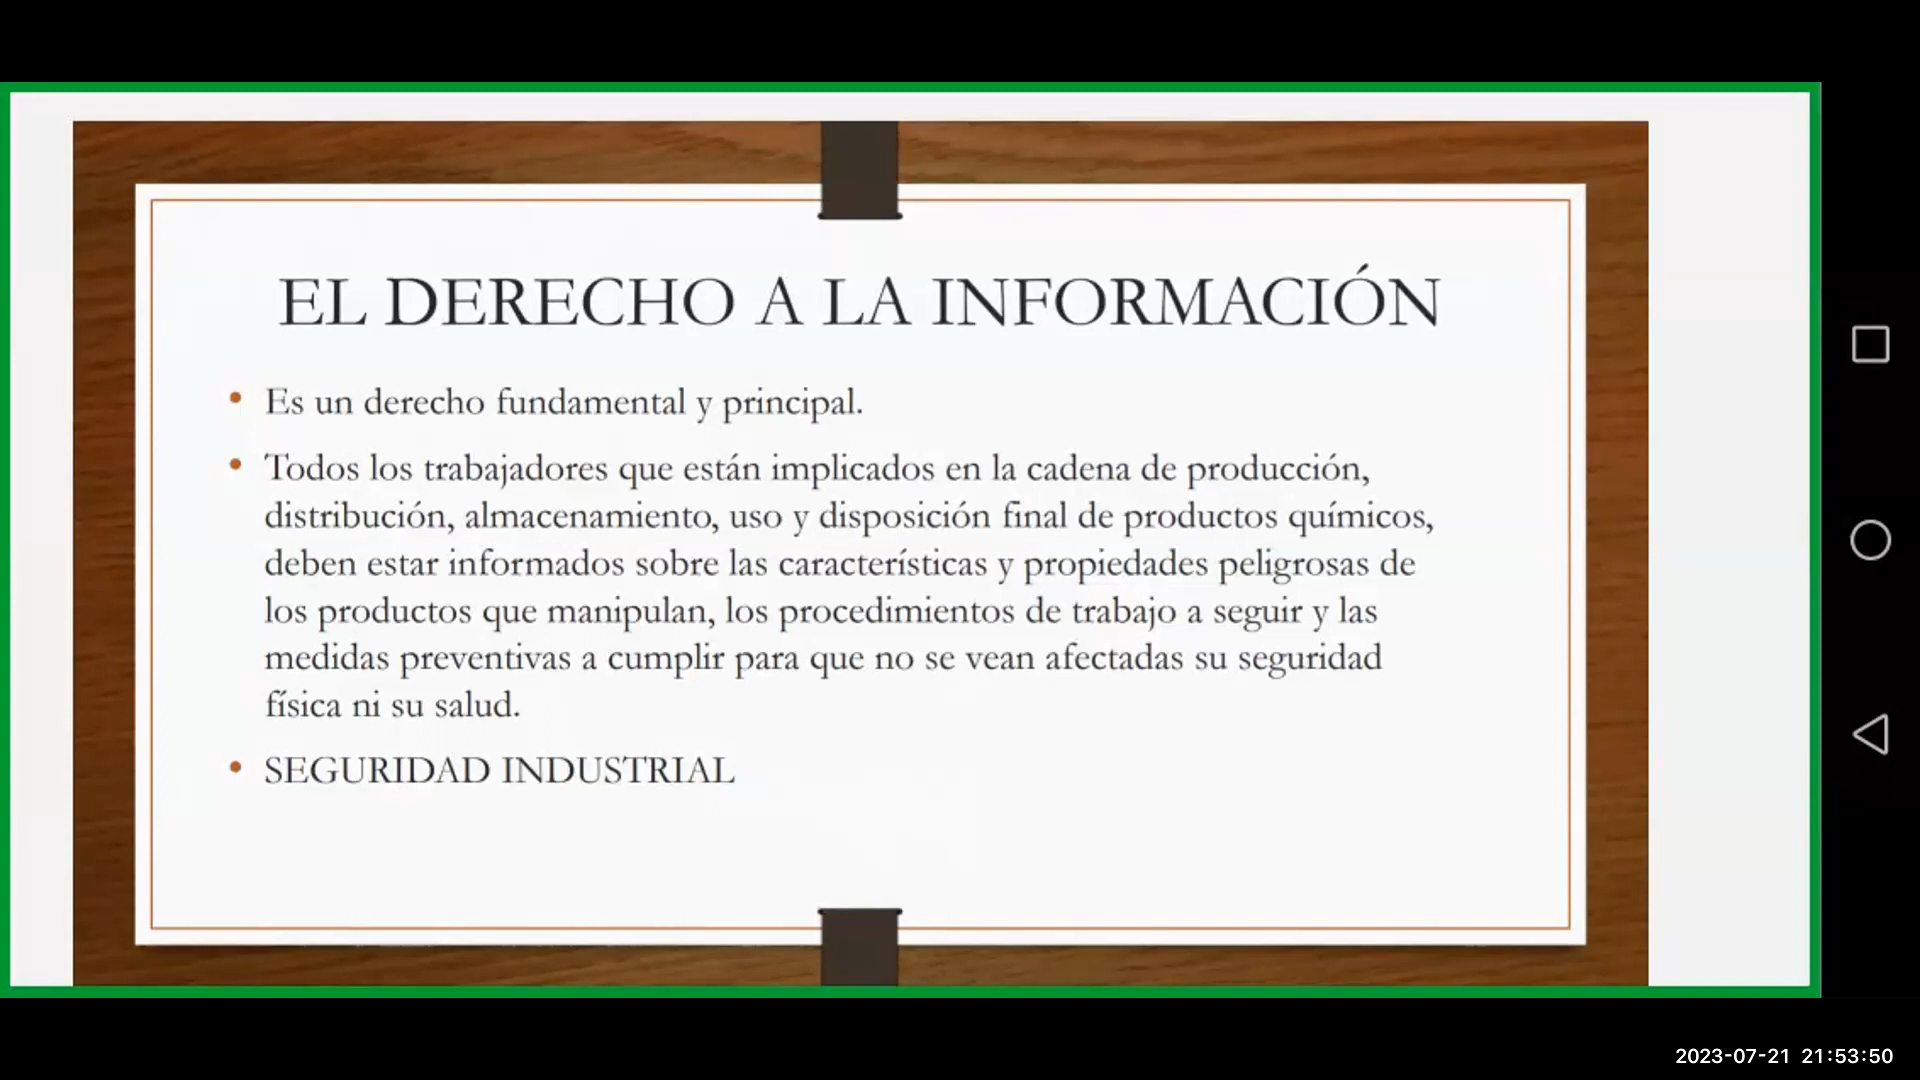 EL DERECHO A LA INFORMACIÓN
• Es un derecho fundamental y principal.
• Todos los trabajadores que están implicados en la cadena de producción,
distribución, almacenamiento, uso y disposición final de productos químicos,
deben estar informados sobre las características y propiedades peligrosas de
los productos que manipulan, los procedimientos de trabajo a seguir y las
medidas preventivas a cumplir para que no se vean afectadas su seguridad
física ni su salud.
• SEGURIDAD INDUSTRIAL
2023-07-21 21:53:50